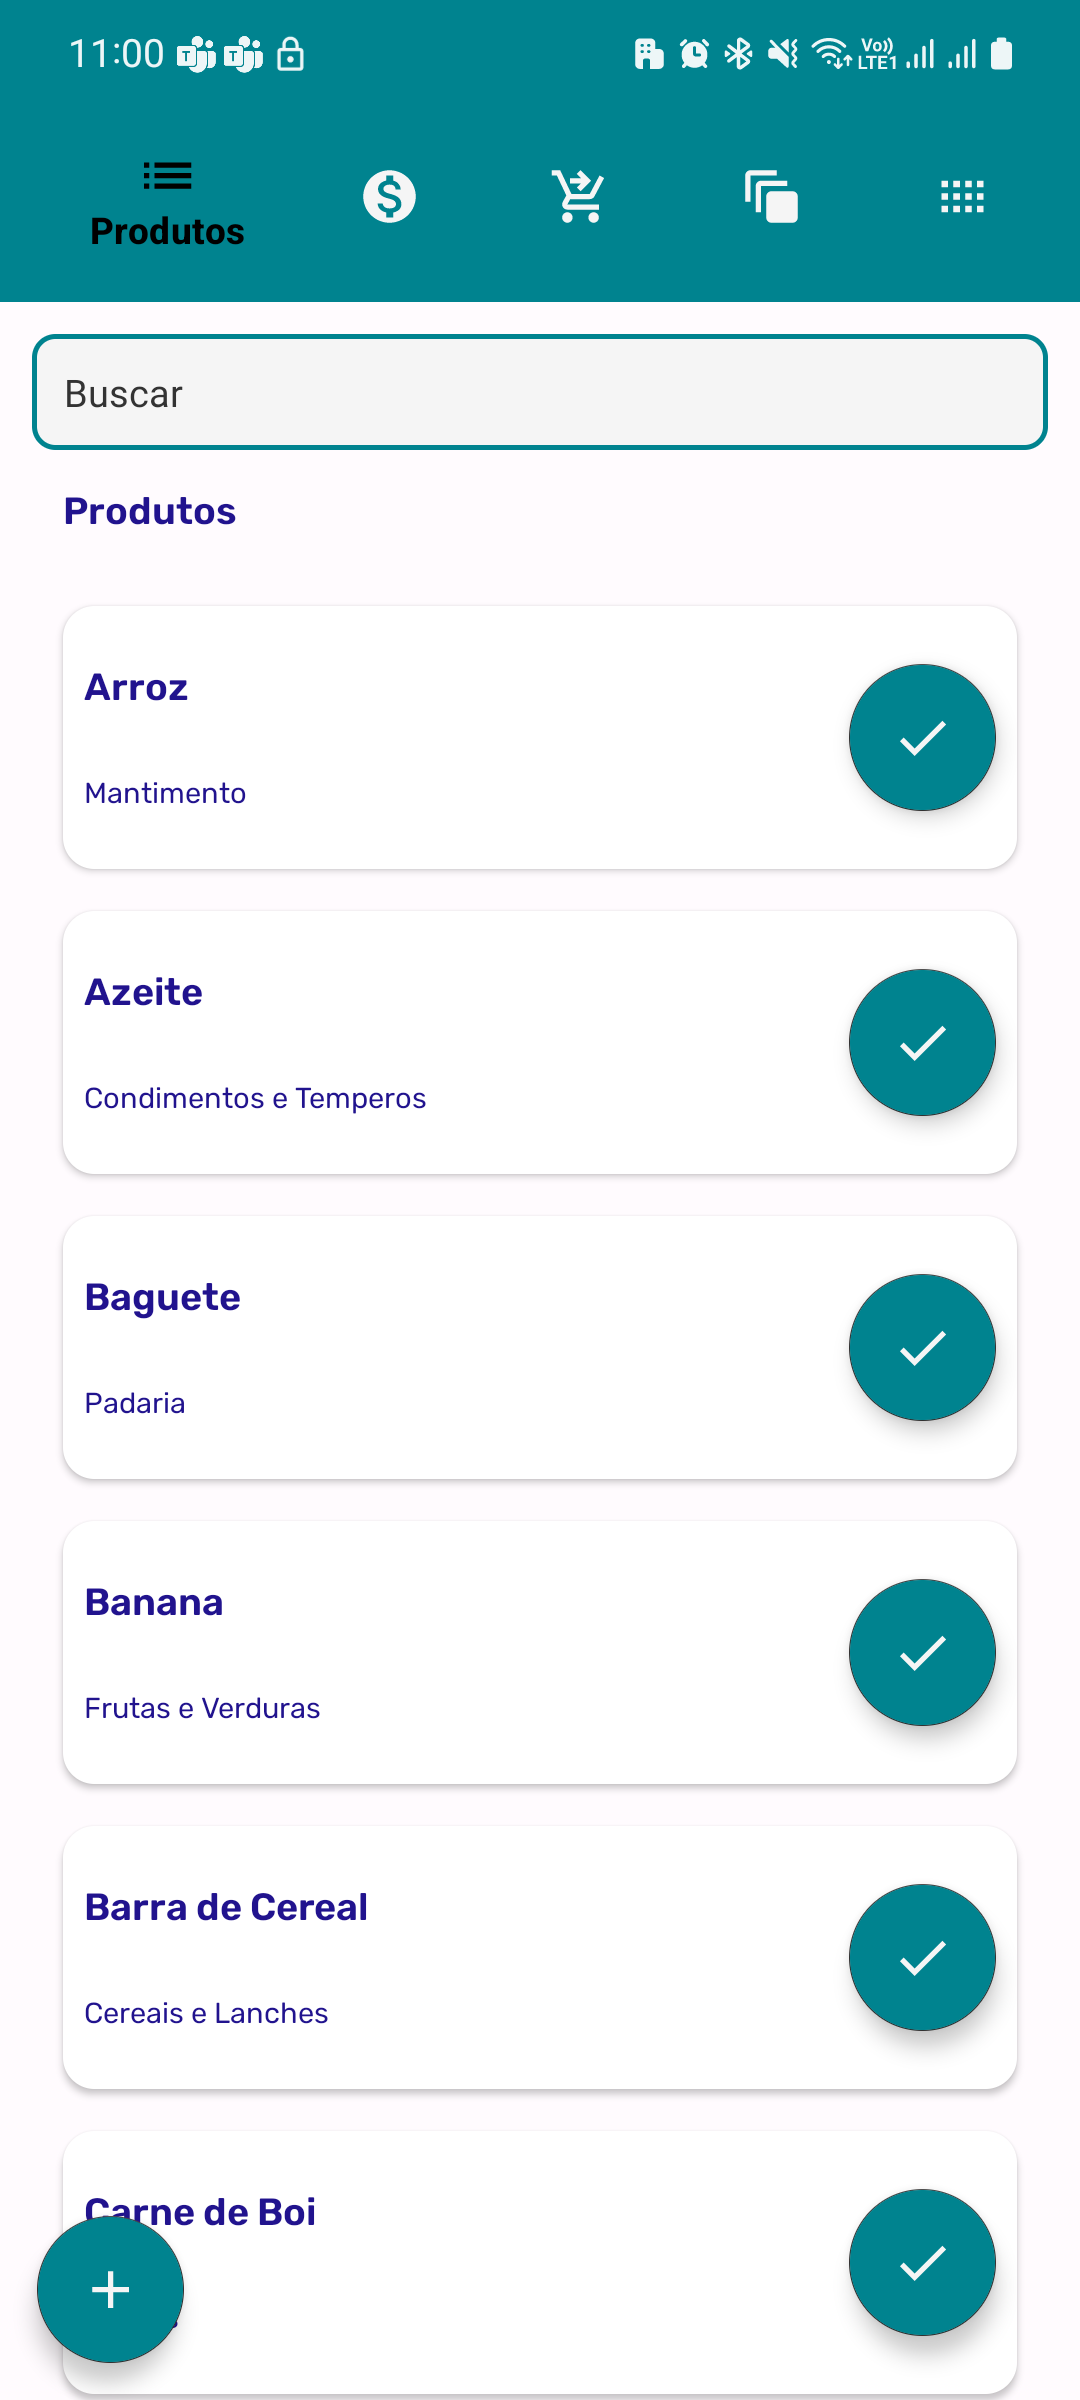 11:00
Vo))
LTE1
Produtos
Buscar
Produtos
Arroz
Mantimento
Azeite
Condimentos e Temperos
Baguete
Padaria
Banana
Frutas e Verduras
Barra de Cereal
Cereais e Lanches
Carne de Boi